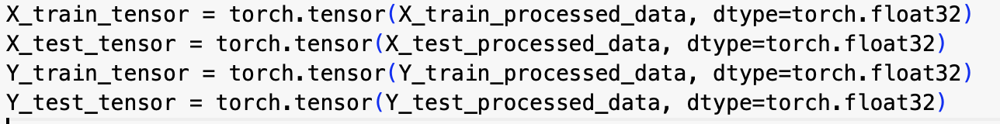 X_train_tensor = torch.tensor(X_train_processed_data, dtype=torch.float32)
X_test_tensor = torch.tensor(X_test_processed_data, dtype=torch.float32)
Y_train_tensor = torch.tensor(Y_train_processed_data, dtype=torch.float32)
Y_test_tensor = torch.tensor(Y_test_processed_data, dtype=torch.float32)